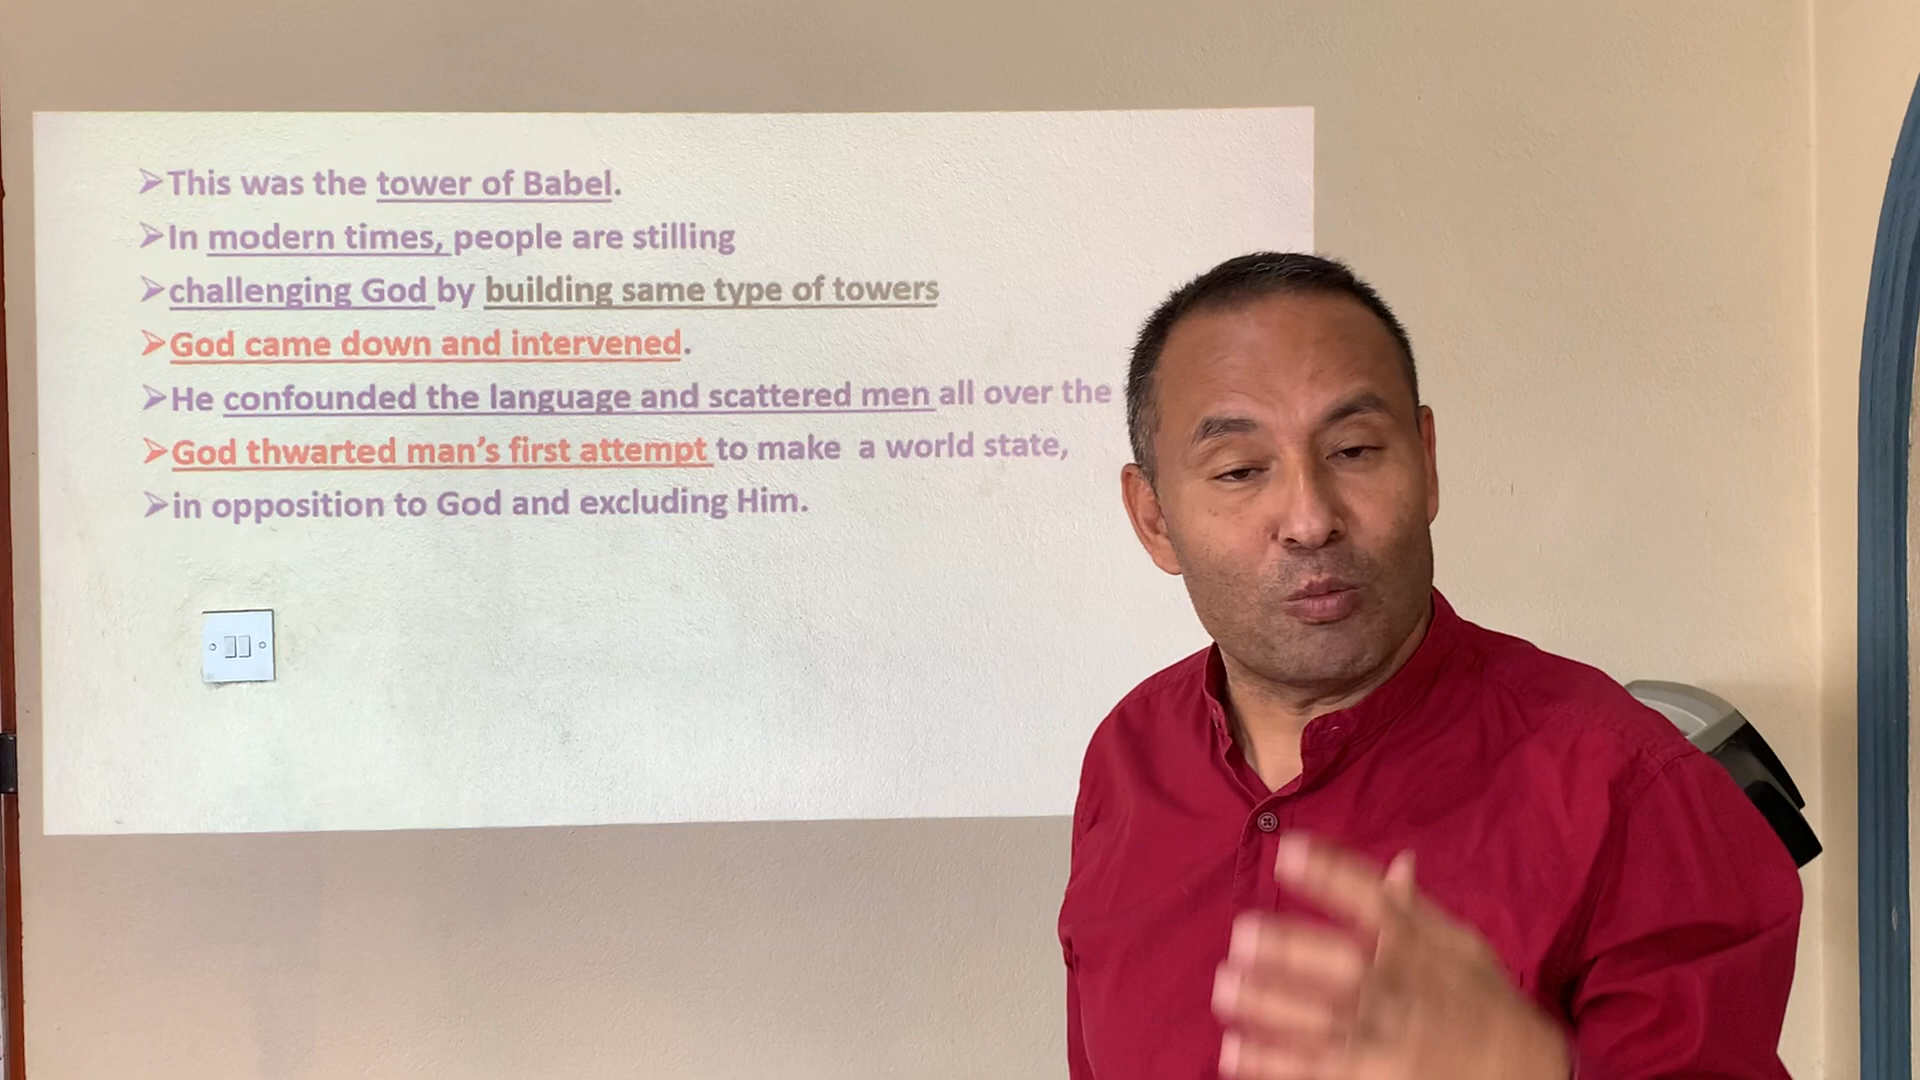 ➢This was the tower of Babel.
➢In modern times, people are stilling
➢challenging God by building same type of towers
➢God came down and intervened.
➢He confounded the language and scattered men all over the
➢God thwarted man's first attempt to make a world state,
➢in opposition to God and excluding Him.